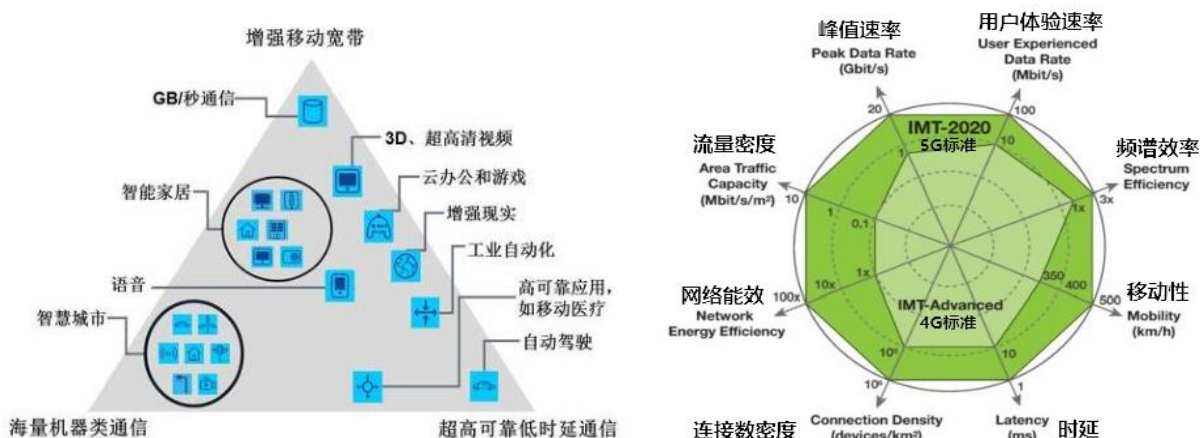 增强移动宽带
GB/秒通信
3D、超高清视频
智能家居
云办公和游戏
增强现实
工业自动化
语音
高可靠应用,
如移动医疗
智慧城市
自动驾驶
海量机器类通信
超高可靠低时延通信
峰值速率
Peak Data Rate
(Gbit/s)
用户体验速率
User Experienced
Data Rate
(Mbit/s)
20
100
IMT-2020
5G标准
1
10
流量密度
Area Traffic
Capacity
(Mbit/s/m²)
频谱效率
Spectrum
Efficiency
10
1
0.1
1x
3x
网络能效
Network
Energy Efficiency
100x
10x
1x
350
400
500
移动性
Mobility
(km/h)
IMT-Advanced
4G标准
10
1
连接数密度
Connection Density
(devices/km²)
Latency
(ms)
时延